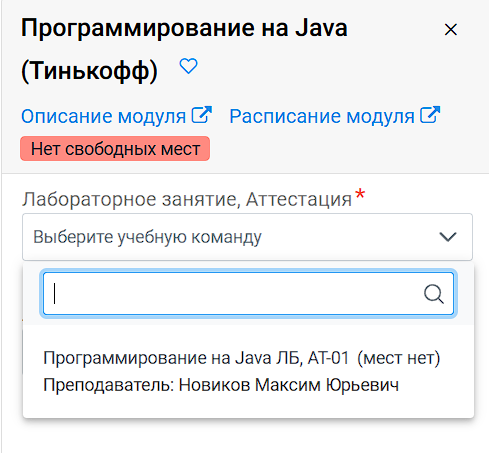 Программирование на Java
(Тинькофф)
Описание модуля Расписание модуля
Нет свободных мест
Лабораторное занятие, Аттестация*
Выберите учебную команду
Программирование на Java ЛБ, АТ-01 (мест нет)
Преподаватель: Новиков Максим Юрьевич